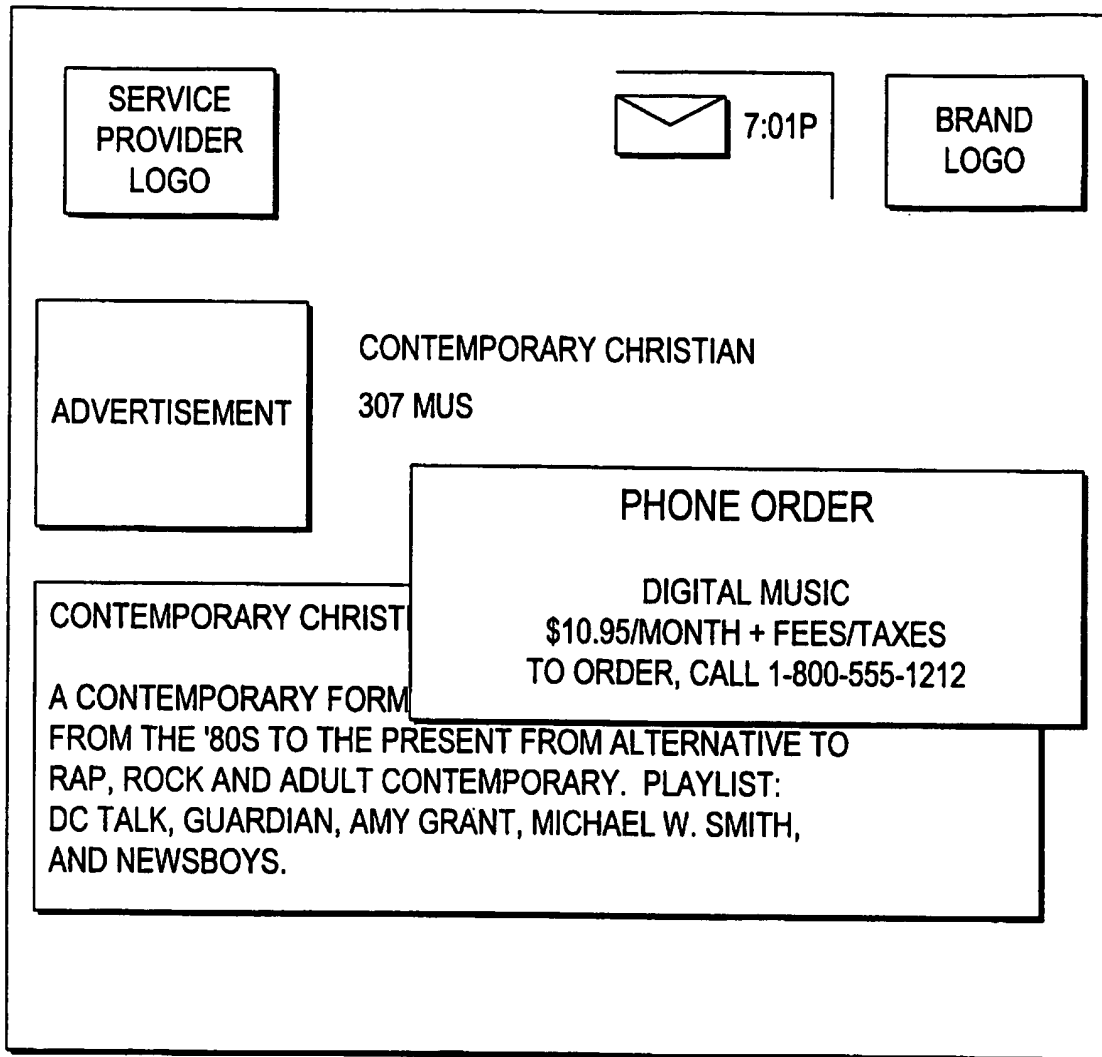 SERVICE
PROVIDER
LOGO
7:01P
BRAND
LOGO
ADVERTISEMENT
CONTEMPORARY CHRISTIAN
307 MUS
PHONE ORDER
DIGITAL MUSIC
$10.95/MONTH + FEES/TAXES
TO ORDER, CALL 1-800-555-1212
CONTEMPORARY CHRISTI
A CONTEMPORARY FORM
FROM THE '80S TO THE PRESENT FROM ALTERNATIVE TO
RAP, ROCK AND ADULT CONTEMPORARY. PLAYLIST:
DC TALK, GUARDIAN, AMY GRANT, MICHAEL W. SMITH,
AND NEWSBOYS.